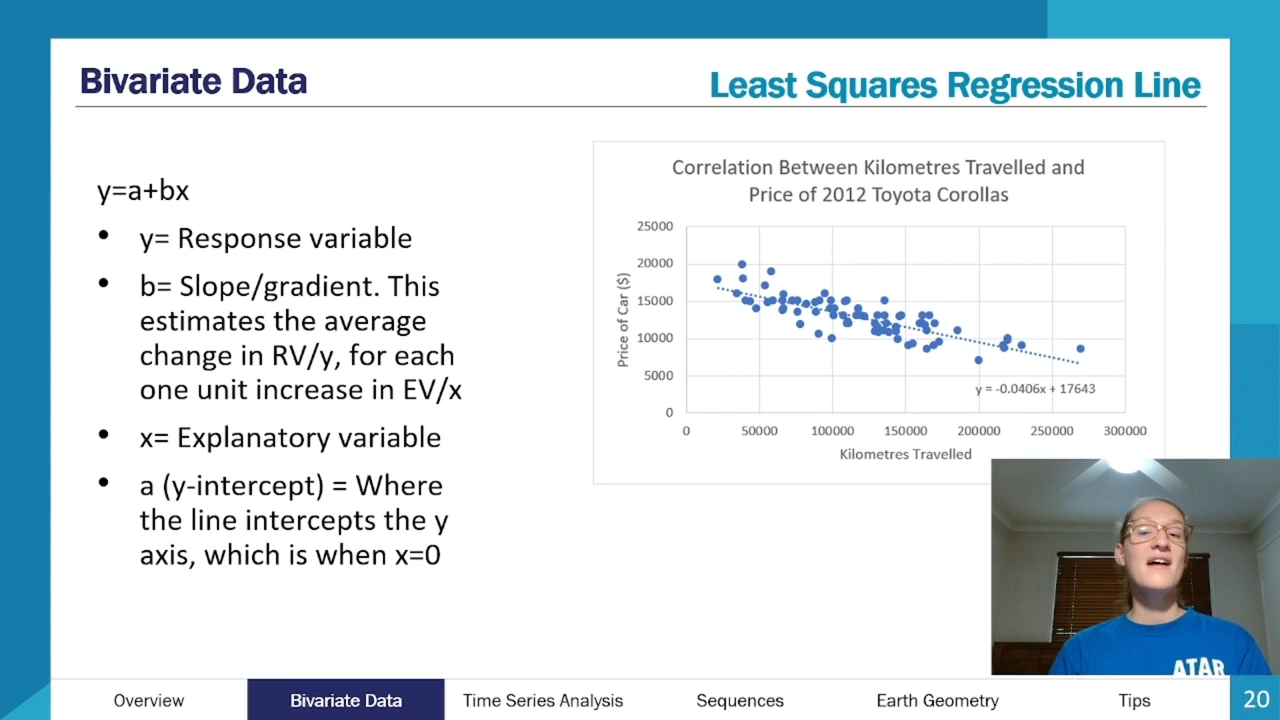 Bivariate Data
Least Squares Regression Line
y=a+bx
• y= Response variable
• b= Slope/gradient. This
estimates the average
change in RV/y, for each
one unit increase in EV/x
• x= Explanatory variable
• a (y-intercept) = Where
the line intercepts the y
axis, which is when x=0
Correlation Between Kilometres Travelled and
Price of 2012 Toyota Corollas
Price of Car ($)
25000
20000
15000
10000
5000
0
y = -0.0406x + 17643
0 50000 100000 150000 200000 250000 300000
Kilometres Travelled
ATAR
Overview Bivariate Data Time Series Analysis Sequences Earth Geometry Tips 20